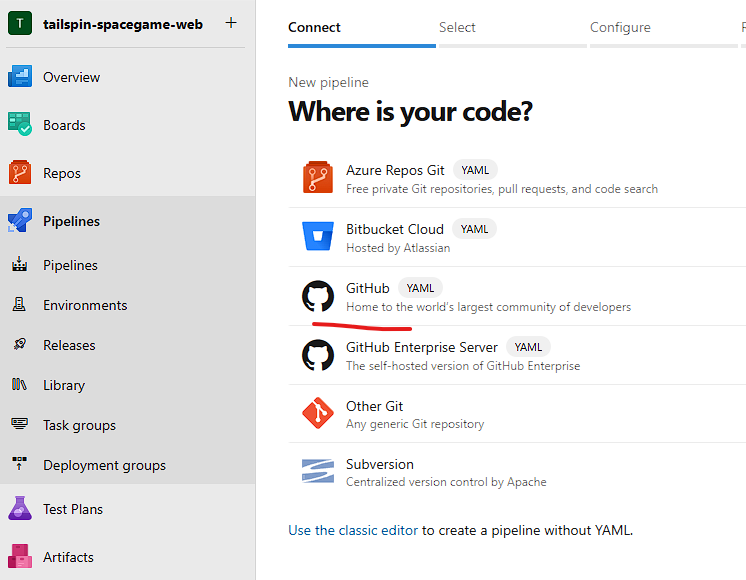 T tailspin-spacegame-web +
Overview
Boards
Repos
Pipelines
Pipelines
Environments
Releases
Library
Task groups
Deployment groups
Test Plans
Artifacts
Connect Select Configure
New pipeline
Where is your code?
Azure Repos Git YAML
Free private Git repositories, pull requests, and code search
Bitbucket Cloud YAML
Hosted by Atlassian
GitHub YAML
Home to the world's largest community of developers
GitHub Enterprise Server YAML
The self-hosted version of GitHub Enterprise
Other Git
Any generic Git repository
Subversion
Centralized version control by Apache
Use the classic editor to create a pipeline without YAML.